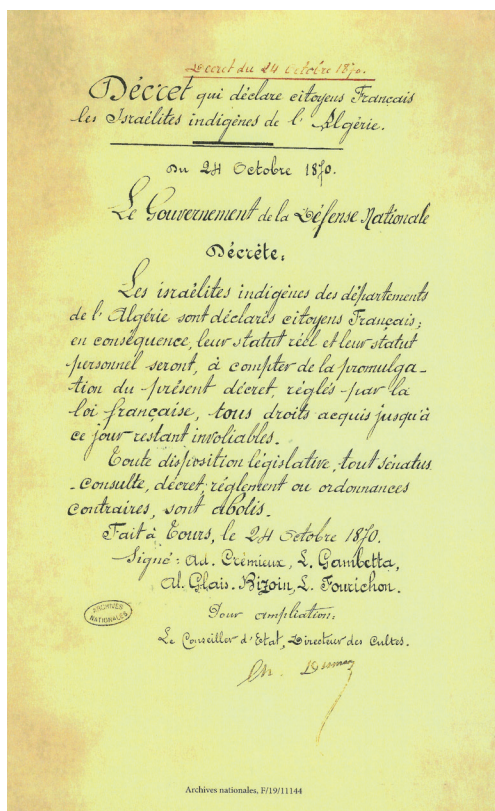 Décret du 24 Octobre 1870.
Décret qui déclare citoyens Français
les Israélites indigènes de l'Algérie.
Du 24 Octobre 1870.
Le Gouvernement de la Défense Nationale
Décrète:
Les israélites indigènes des départements
de l'Algérie sont déclarés citoyens Français;
en conséquence, leur statut réel et leur statut
personnel seront, à compter de la promulga-
tion du présent décret, réglés par la
loi française, tous droits acquis jusqu'à
ce jour restant involiables.
Toute disposition législative, tout sénatus
-consulte, décret, règlement ou ordonnances
contraires, sont abolis.
Fait à Tours, le 24 octobre 1870.
Signé: Ad. Crémieux, L. Gambetta,
Al. Glais-Bizoin, L. Fourichon.
ARCHIVES
NATIONALES
Pour ampliation:
Le Conseiller d'Etat, Directeur des Cultes.
Archives nationales, F/19/11144